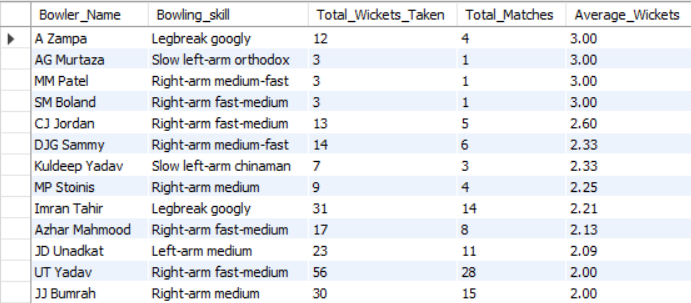 Bowler_Name Bowling_skill Total_Wickets_Taken Total_Matches Average_Wickets
A Zampa Legbreak googly 12 4 3.00
AG Murtaza Slow left-arm orthodox 3 1 3.00
MM Patel Right-arm medium-fast 3 1 3.00
SM Boland Right-arm fast-medium 3 1 3.00
CJ Jordan Right-arm fast-medium 13 5 2.60
DJG Sammy Right-arm medium-fast 14 6 2.33
Kuldeep Yadav Slow left-arm chinaman 7 3 2.33
MP Stoinis Right-arm medium 9 4 2.25
Imran Tahir Legbreak googly 31 14 2.21
Azhar Mahmood Right-arm fast-medium 17 8 2.13
JD Unadkat Left-arm medium 23 11 2.09
UT Yadav Right-arm fast-medium 56 28 2.00
JJ Bumrah Right-arm medium 30 15 2.00